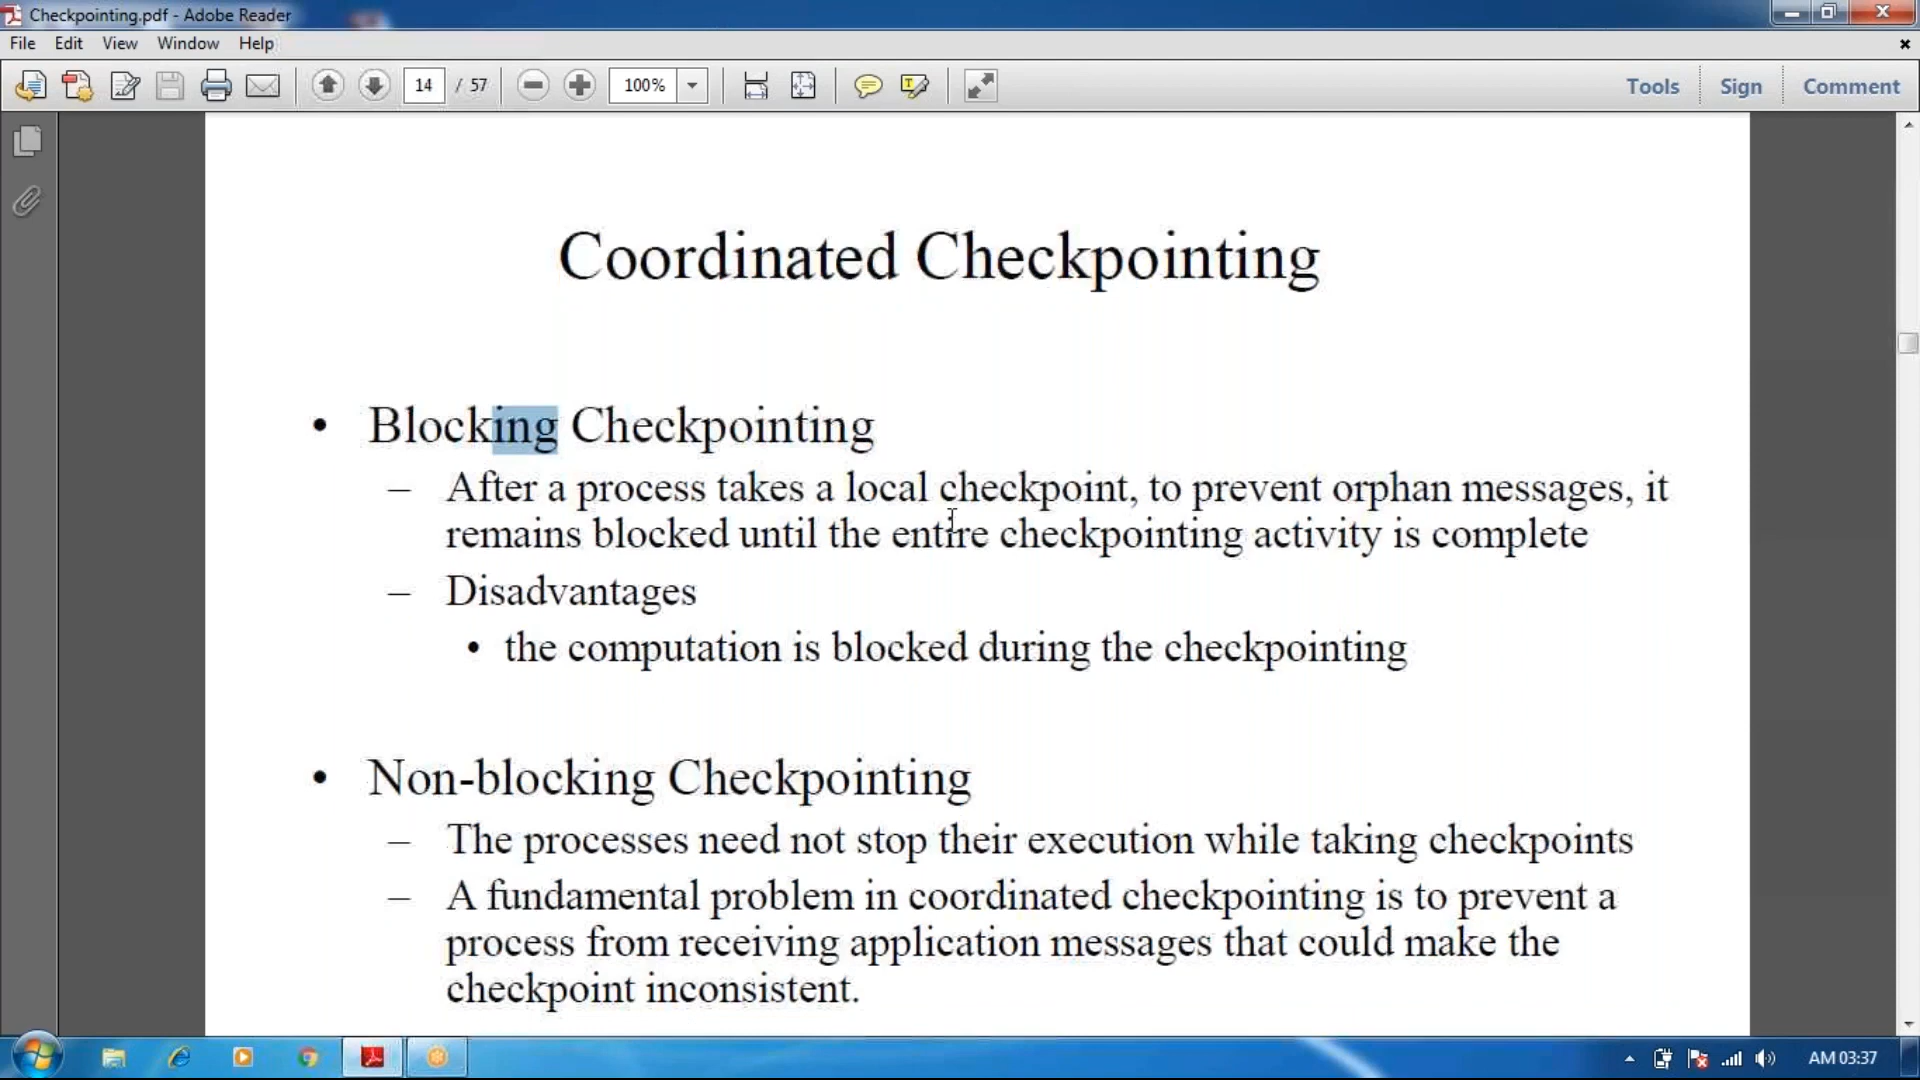 Checkpointing.pdf - Adobe Reader
File Edit View Window Help
14 / 57 100% Tools Sign Comment
Coordinated Checkpointing
• Blocking Checkpointing
– After a process takes a local checkpoint, to prevent orphan messages, it
remains blocked until the entire checkpointing activity is complete
– Disadvantages
• the computation is blocked during the checkpointing
• Non-blocking Checkpointing
– The processes need not stop their execution while taking checkpoints
– A fundamental problem in coordinated checkpointing is to prevent a
process from receiving application messages that could make the
checkpoint inconsistent.
AM 03:37